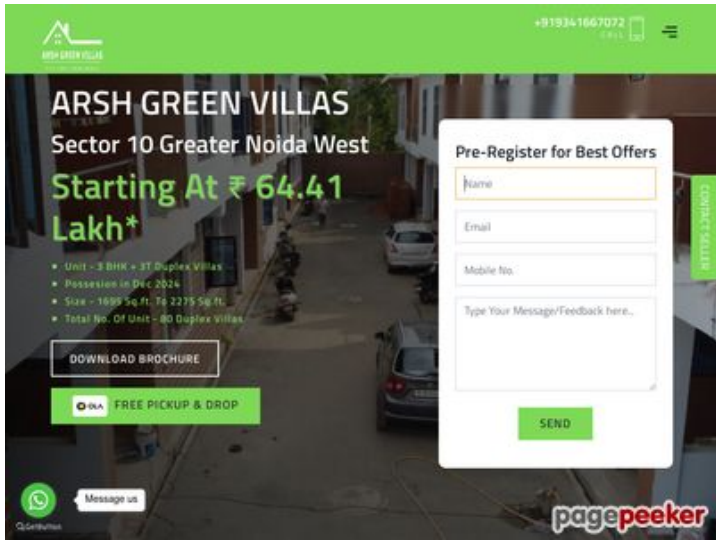 +919341667072
CALL
ARSH GREEN VILLAS
ARSH GREEN VILLAS
Sector 10 Greater Noida West
Starting At ₹ 64.41
Lakh*
Unit - 3 BHK + 3T Duplex Villas
Possesion in Dec 2024
Size - 1695 Sq.ft. To 2275 Sq.ft.
Total No. Of Unit - 80 Duplex Villas
DOWNLOAD BROCHURE
OLA FREE PICKUP & DROP
Pre-Register for Best Offers
Name
Email
Mobile No.
Type Your Message/Feedback here..
SEND
CONTACT SELLER
Message us
GetButton
pagepeeker